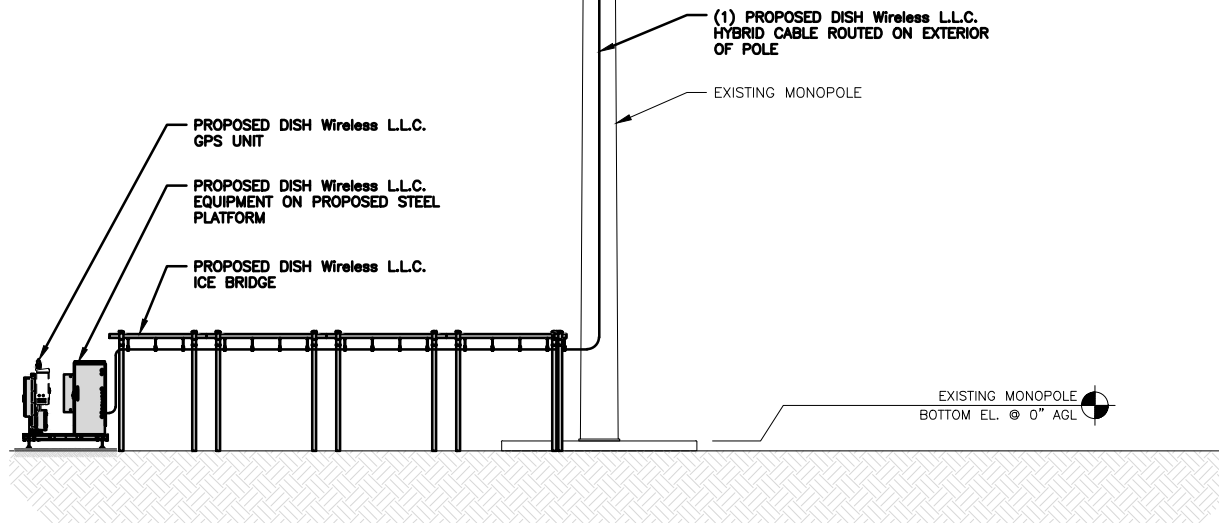 (1) PROPOSED DISH Wireless L.L.C.
HYBRID CABLE ROUTED ON EXTERIOR
OF POLE
EXISTING MONOPOLE
PROPOSED DISH Wireless L.L.C.
GPS UNIT
PROPOSED DISH Wireless L.L.C.
EQUIPMENT ON PROPOSED STEEL
PLATFORM
PROPOSED DISH Wireless L.L.C.
ICE BRIDGE
EXISTING MONOPOLE
BOTTOM EL. @ 0" AGL